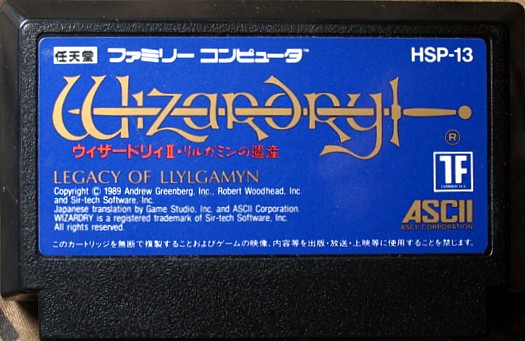 任天堂 ファミリー コンピュータ™ HSP-13
WIZARDRY
®
ウィザードリィII・リルガミンの遺産
LEGACY OF LLYLGAMYN
Copyright © 1989 Andrew Greenberg, Inc., Robert Woodhead, Inc.
and Sir-tech Software, Inc.
Japanese translation by Game Studio, Inc. and ASCII Corporation.
WIZARDRY is a registered trademark of Sir-tech Software, Inc.
All rights reserved.
1F
ASCII
ASCII CORPORATION
このカートリッジを無断で複製することおよびゲームの映像、内容等を出版・放送・上映等に使用することを禁じます。